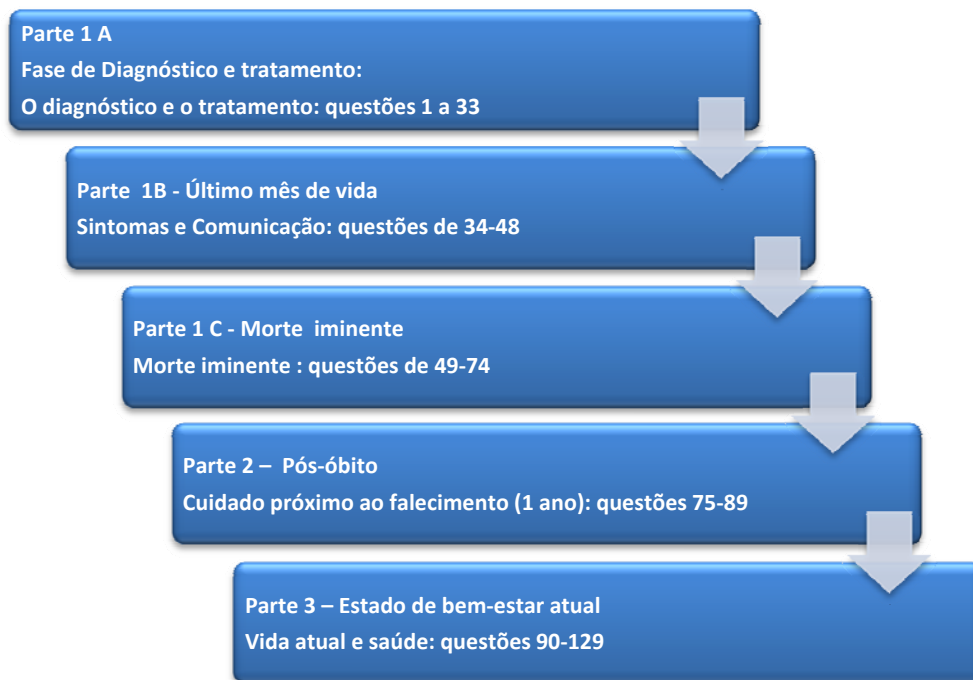 Parte 1 A
Fase de Diagnóstico e tratamento:
O diagnóstico e o tratamento: questões 1 a 33
Parte 1B - Último mês de vida
Sintomas e Comunicação: questões de 34-48
Parte 1 C - Morte iminente
Morte iminente : questões de 49-74
Parte 2 – Pós-óbito
Cuidado próximo ao falecimento (1 ano): questões 75-89
Parte 3 – Estado de bem-estar atual
Vida atual e saúde: questões 90-129